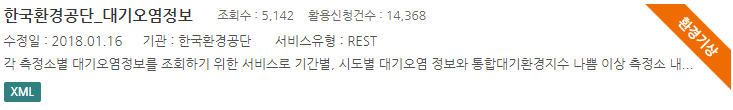 한국환경공단_대기오염정보 조회수 : 5,142 활용신청건수 : 14,368
환경기상
수정일 : 2018.01.16 기관 : 한국환경공단 서비스유형 : REST
각 측정소별 대기오염정보를 조회하기 위한 서비스로 기간별, 시도별 대기오염 정보와 통합대기환경지수 나쁨 이상 측정소 내...
XML